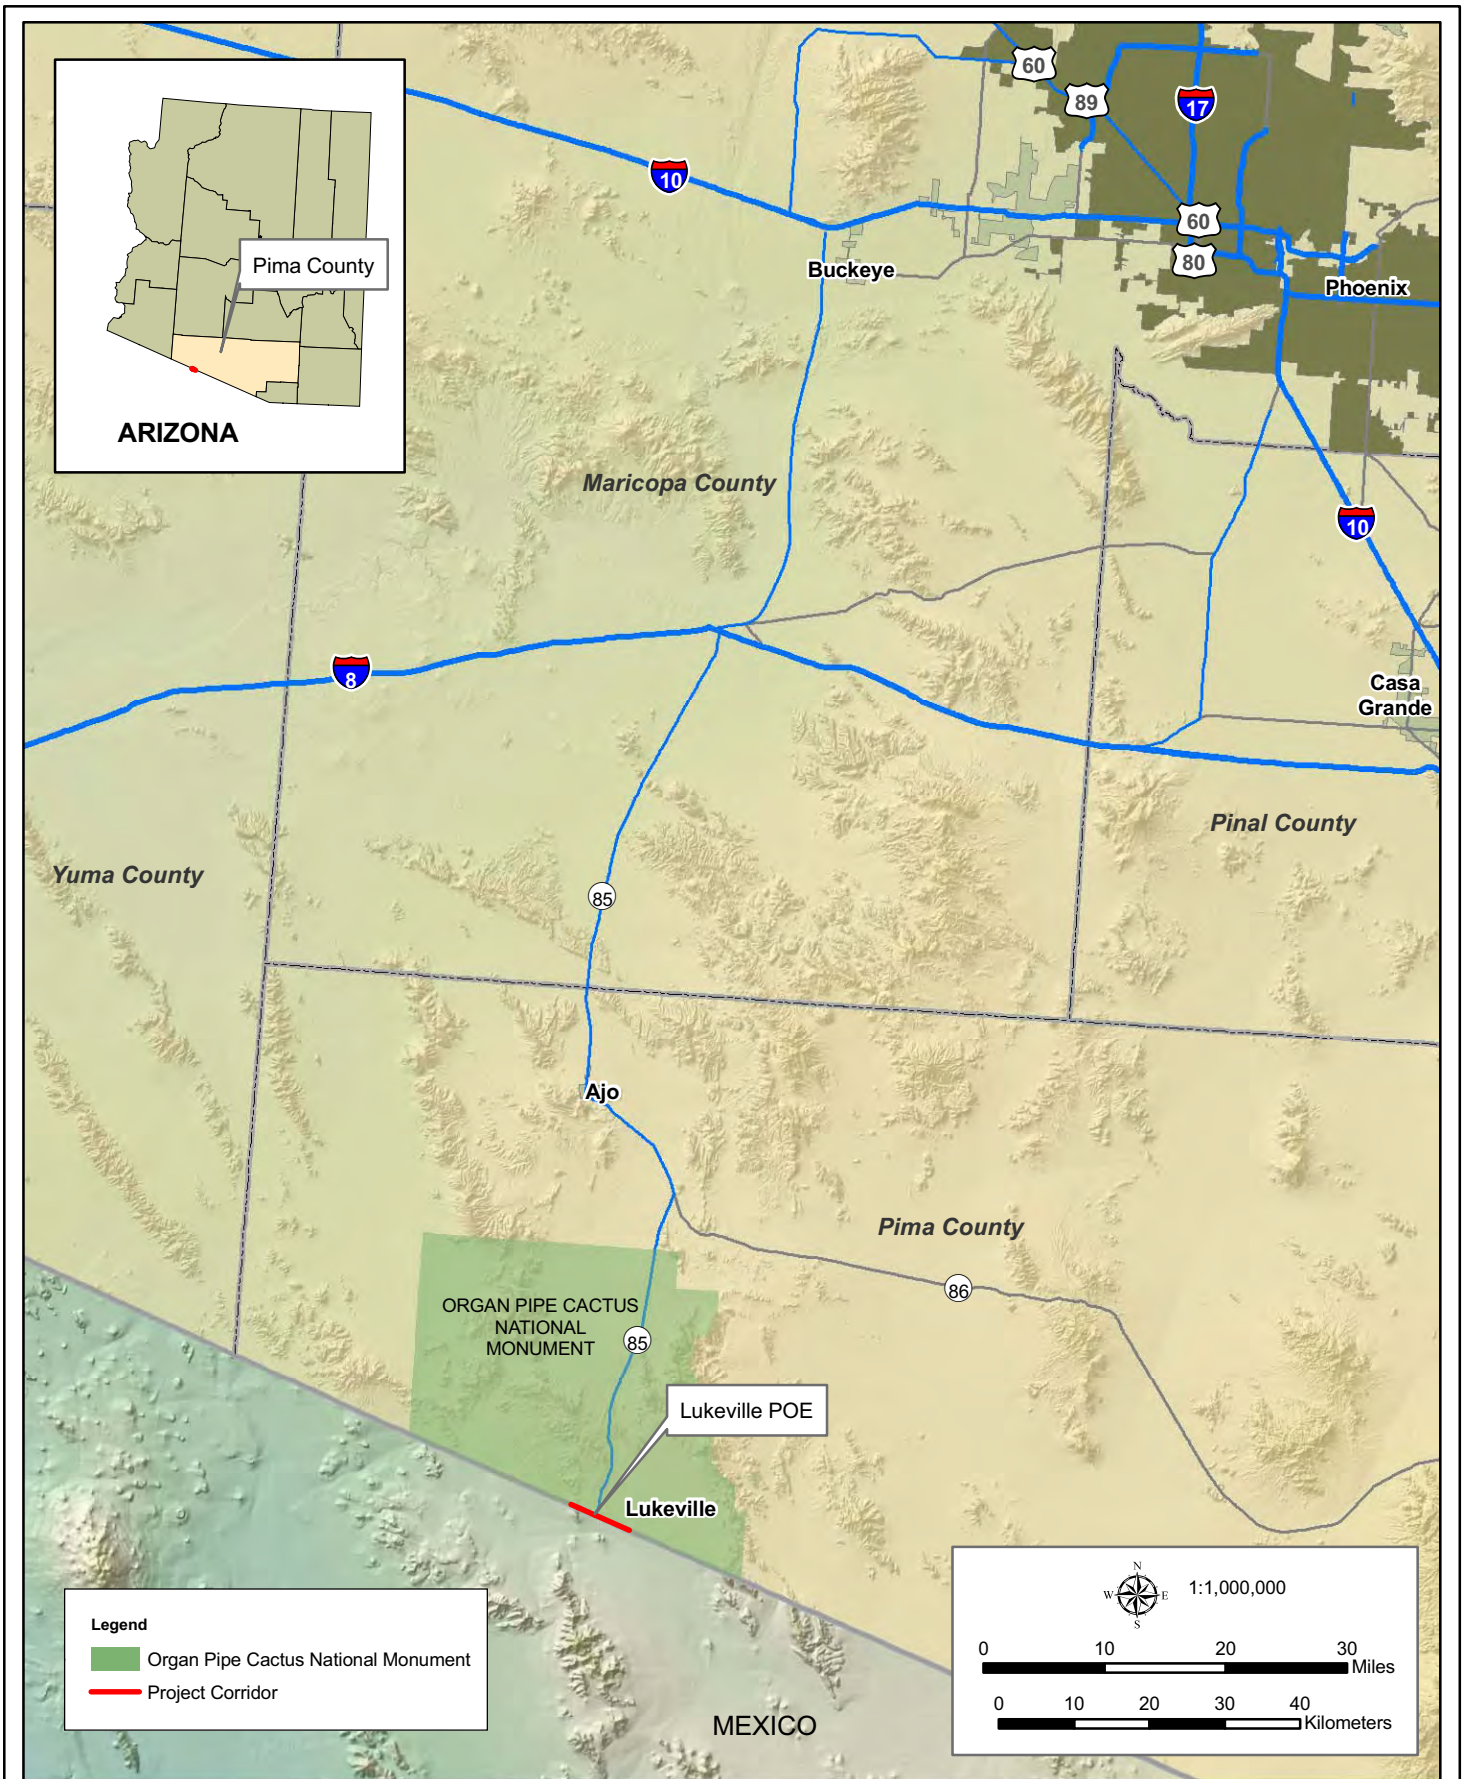 60
89
17
10
60
80
Pima County
Buckeye
Phoenix
ARIZONA
Maricopa County
10
8
Casa
Grande
Pinal County
Yuma County
85
Ajo
Pima County
86
ORGAN PIPE CACTUS
NATIONAL
MONUMENT
85
Lukeville POE
Lukeville
Legend
Organ Pipe Cactus National Monument
Project Corridor
MEXICO
N
W E
S
1:1,000,000
0 10 20 30
Miles
0 10 20 30 40
Kilometers